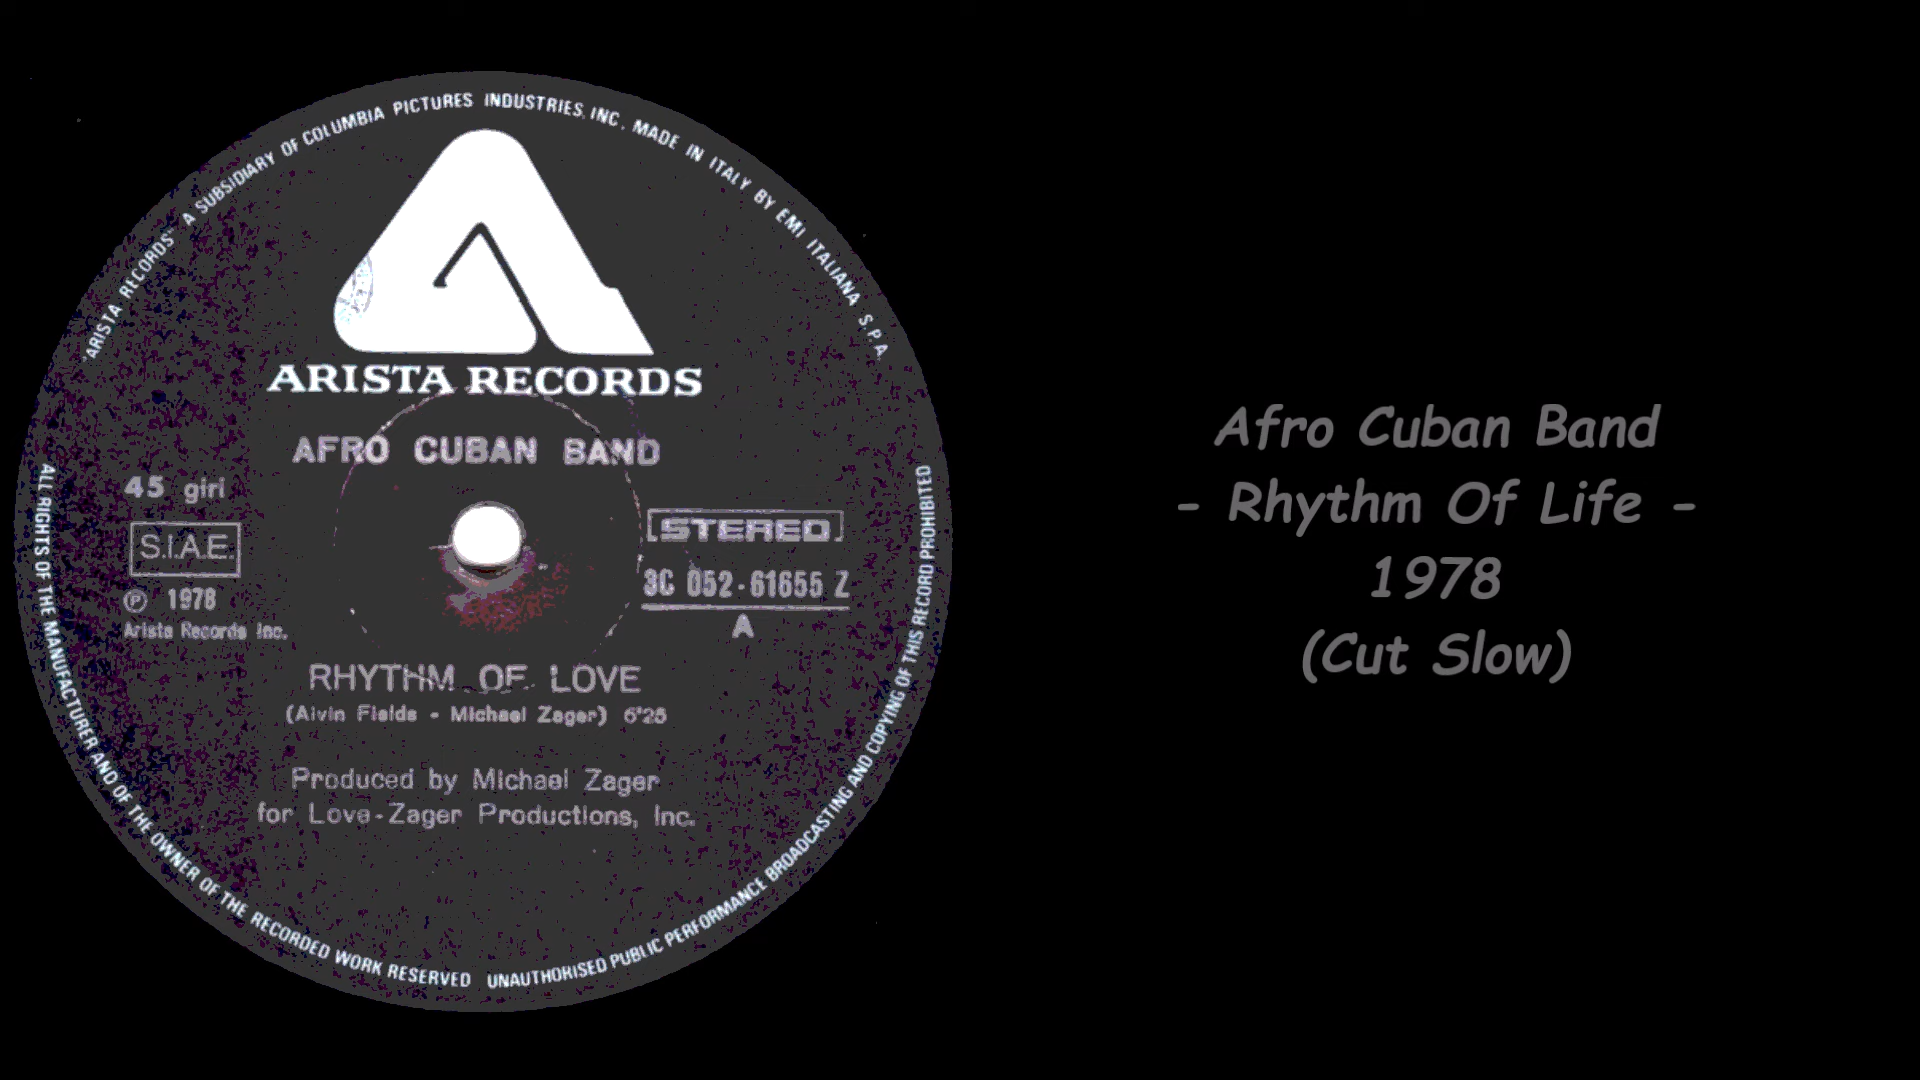 "ARISTA RECORDS" A SUBSIDIARY OF COLUMBIA PICTURES INDUSTRIES, INC. MADE IN ITALY BY EMI ITALIANA S.P.A.
ARISTA RECORDS
AFRO CUBAN BAND
45 giri
S.I.A.E.
Ⓟ 1978
Arista Records Inc.
STEREO
3C 052-61655 Z
A
RHYTHM OF LOVE
(Alvin Fields - Michael Zager) 6'25
Produced by Michael Zager
for Love-Zager Productions, Inc.
ALL RIGHTS OF THE MANUFACTURER AND OF THE OWNER OF THE RECORDED WORK RESERVED UNAUTHORISED PUBLIC PERFORMANCE BROADCASTING AND COPYING OF THIS RECORD PROHIBITED
Afro Cuban Band
- Rhythm Of Life -
1978
(Cut Slow)